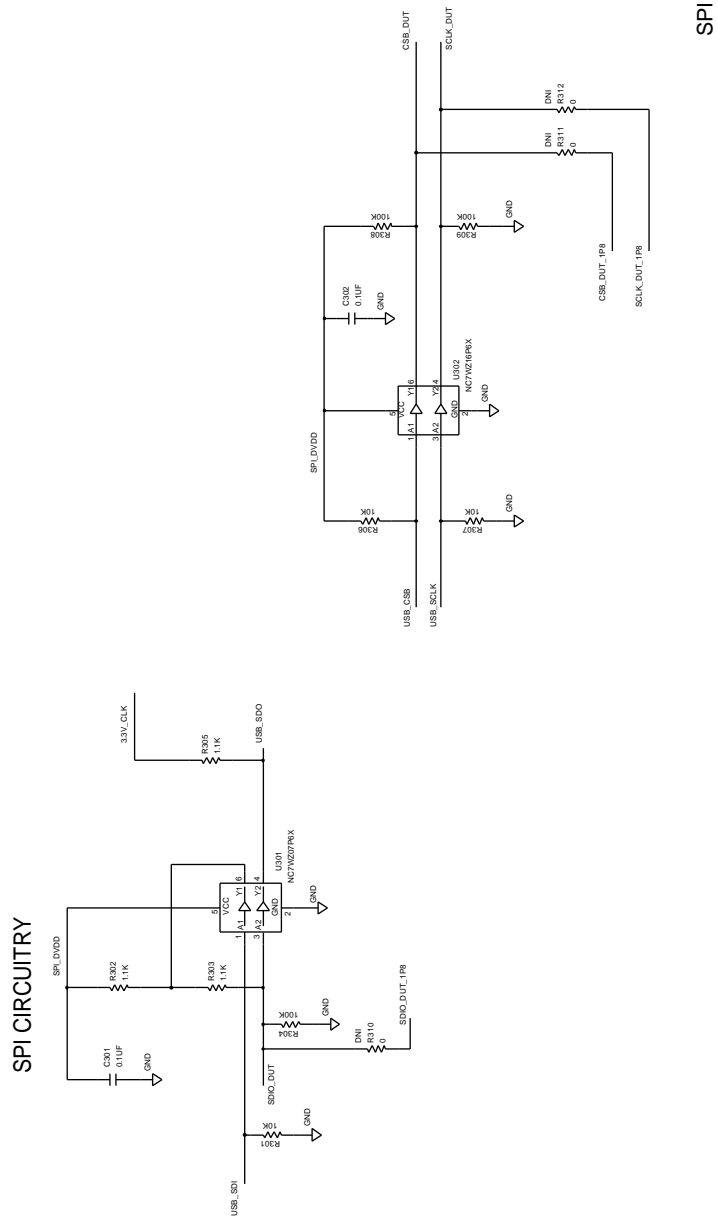 SPI CIRCUITRY
SPI
SPI_DVDD
C301
0.1UF
GND
R302
1.1K
R303
1.1K
3.3V_CLK
R305
1.1K
USB_SDO
5
VCC
1
A1
Y1
6
3
A2
Y2
4
GND
2
U301
NC7WZ07P6X
GND
USB_SDI
R301
10K
GND
SDIO_DUT
R304
100K
GND
DNI
R310
0
SDIO_DUT_1P8
SPI_DVDD
R306
10K
C302
0.1UF
GND
R308
100K
USB_CSB
USB_SCLK
R307
10K
GND
5
VCC
1
A1
Y1
6
3
A2
Y2
4
GND
2
U302
NC7WZ16P6X
GND
R309
100K
GND
CSB_DUT
SCLK_DUT
DNI
R311
0
DNI
R312
0
CSB_DUT_1P8
SCLK_DUT_1P8